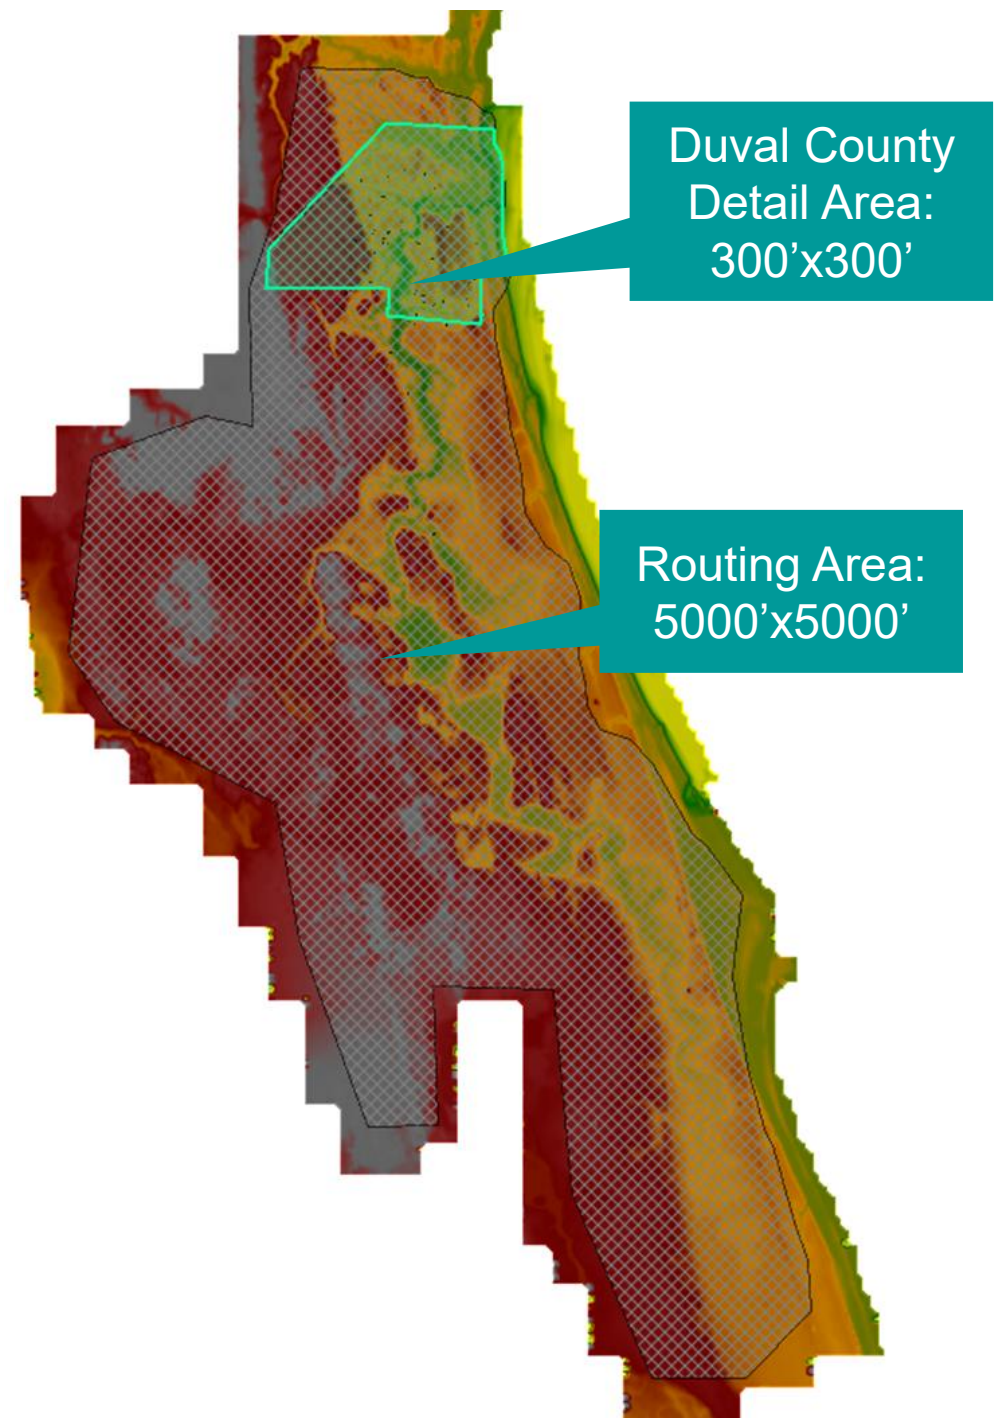 Duval County
Detail Area:
300’x300’
Routing Area:
5000’x5000’